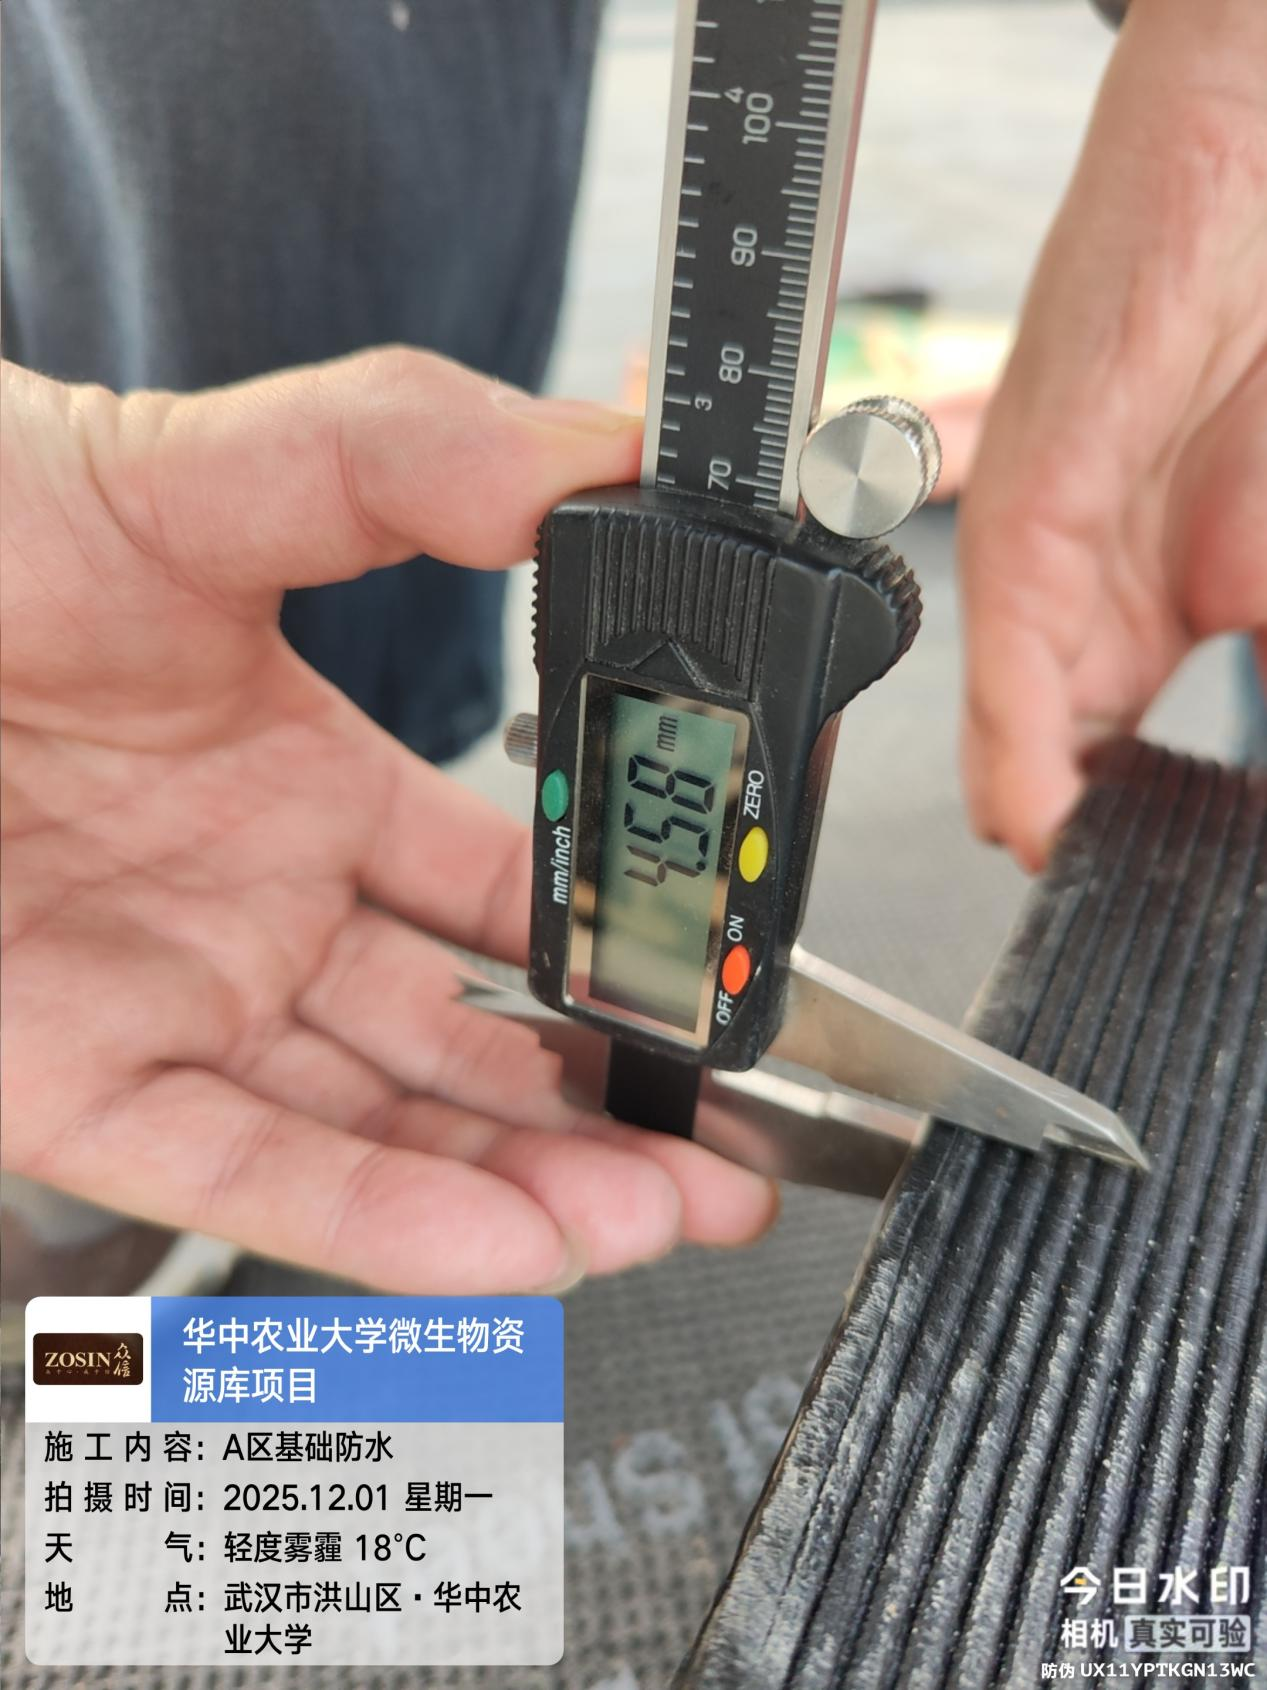 4
100
90
80
3
70
4.58 mm
mm/inch
ZERO
OFF
ON
ZOSIN 众信
华中农业大学微生物资
源库项目
施工内容：A区基础防水
拍摄时间：2025.12.01 星期一
天气：轻度雾霾 18℃
地点：武汉市洪山区·华中农
业大学
今日水印
相机 真实可验
防伪 UX11YPTKGN13WC